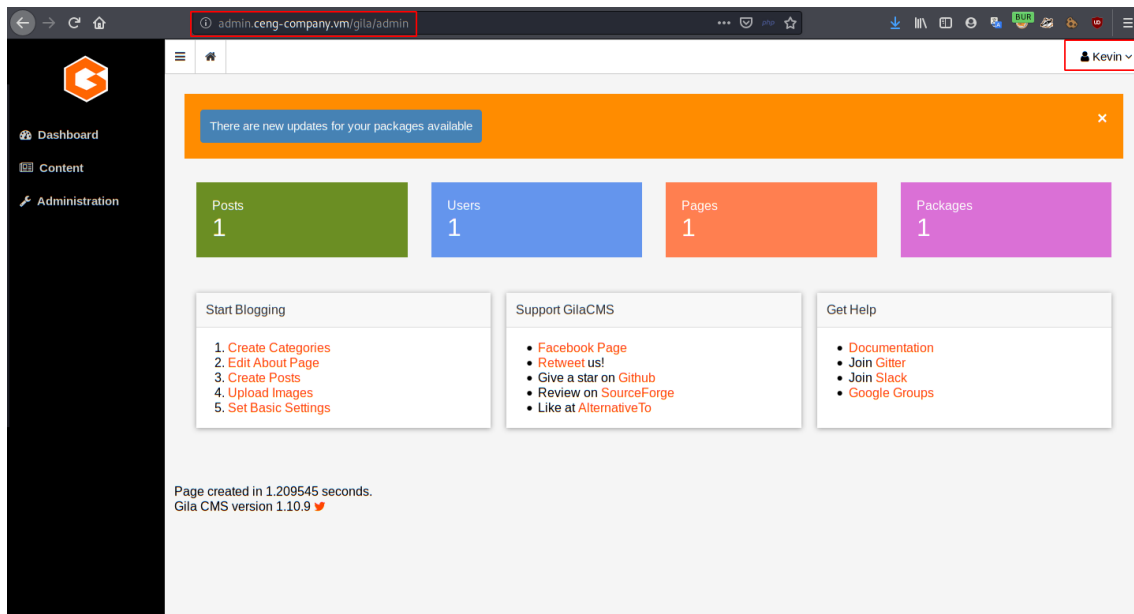 admin.ceng-company.vm/gila/admin
BUR
Kevin
Dashboard
Content
Administration
There are new updates for your packages available
×
Posts
1
Users
1
Pages
1
Packages
1
Start Blogging
1. Create Categories
2. Edit About Page
3. Create Posts
4. Upload Images
5. Set Basic Settings
Support GilaCMS
• Facebook Page
• Retweet us!
• Give a star on Github
• Review on SourceForge
• Like at AlternativeTo
Get Help
• Documentation
• Join Gitter
• Join Slack
• Google Groups
Page created in 1.209545 seconds.
Gila CMS version 1.10.9